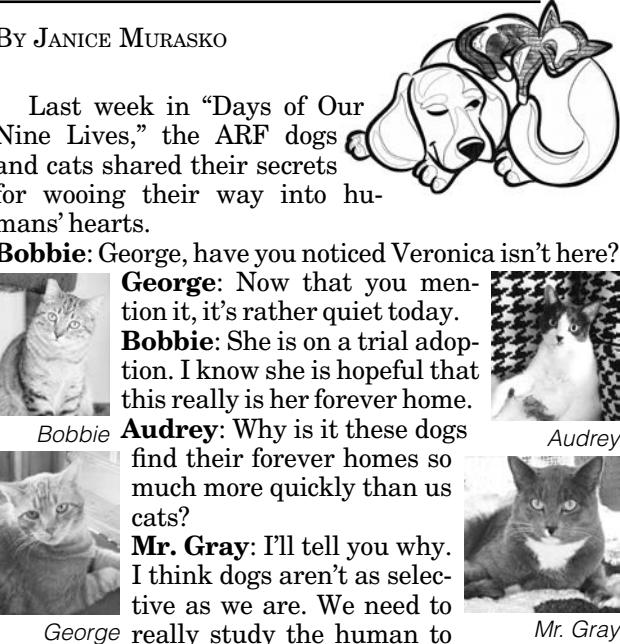 BY JANICE MURASKO
Last week in “Days of Our
Nine Lives,” the ARF dogs
and cats shared their secrets
for wooing their way into hu-
mans’ hearts.
Bobbie: George, have you noticed Veronica isn’t here?
George: Now that you men-
tion it, it’s rather quiet today.
Bobbie: She is on a trial adop-
tion. I know she is hopeful that
this really is her forever home.
Bobbie
Audrey: Why is it these dogs
find their forever homes so
much more quickly than us
cats?
Audrey
Mr. Gray: I’ll tell you why.
I think dogs aren’t as selec-
tive as we are. We need to
really study the human to
George
Mr. Gray